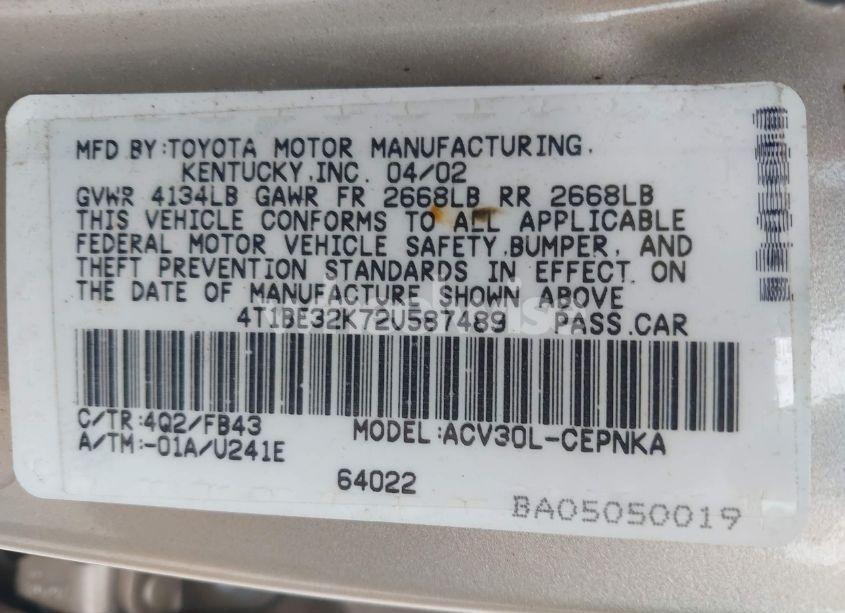 MFD BY:TOYOTA MOTOR MANUFACTURING,
KENTUCKY,INC. 04/02
GVWR 4134LB GAWR FR 2668LB RR 2668LB
THIS VEHICLE CONFORMS TO ALL APPLICABLE
FEDERAL MOTOR VEHICLE SAFETY,BUMPER, AND
THEFT PREVENTION STANDARDS IN EFFECT ON
THE DATE OF MANUFACTURE SHOWN ABOVE
4T1BE32K72U587489 PASS.CAR
C/TR:4Q2/FB43
A/TM:-01A/U241E
MODEL:ACV30L-CEPNKA
64022
BA05050019